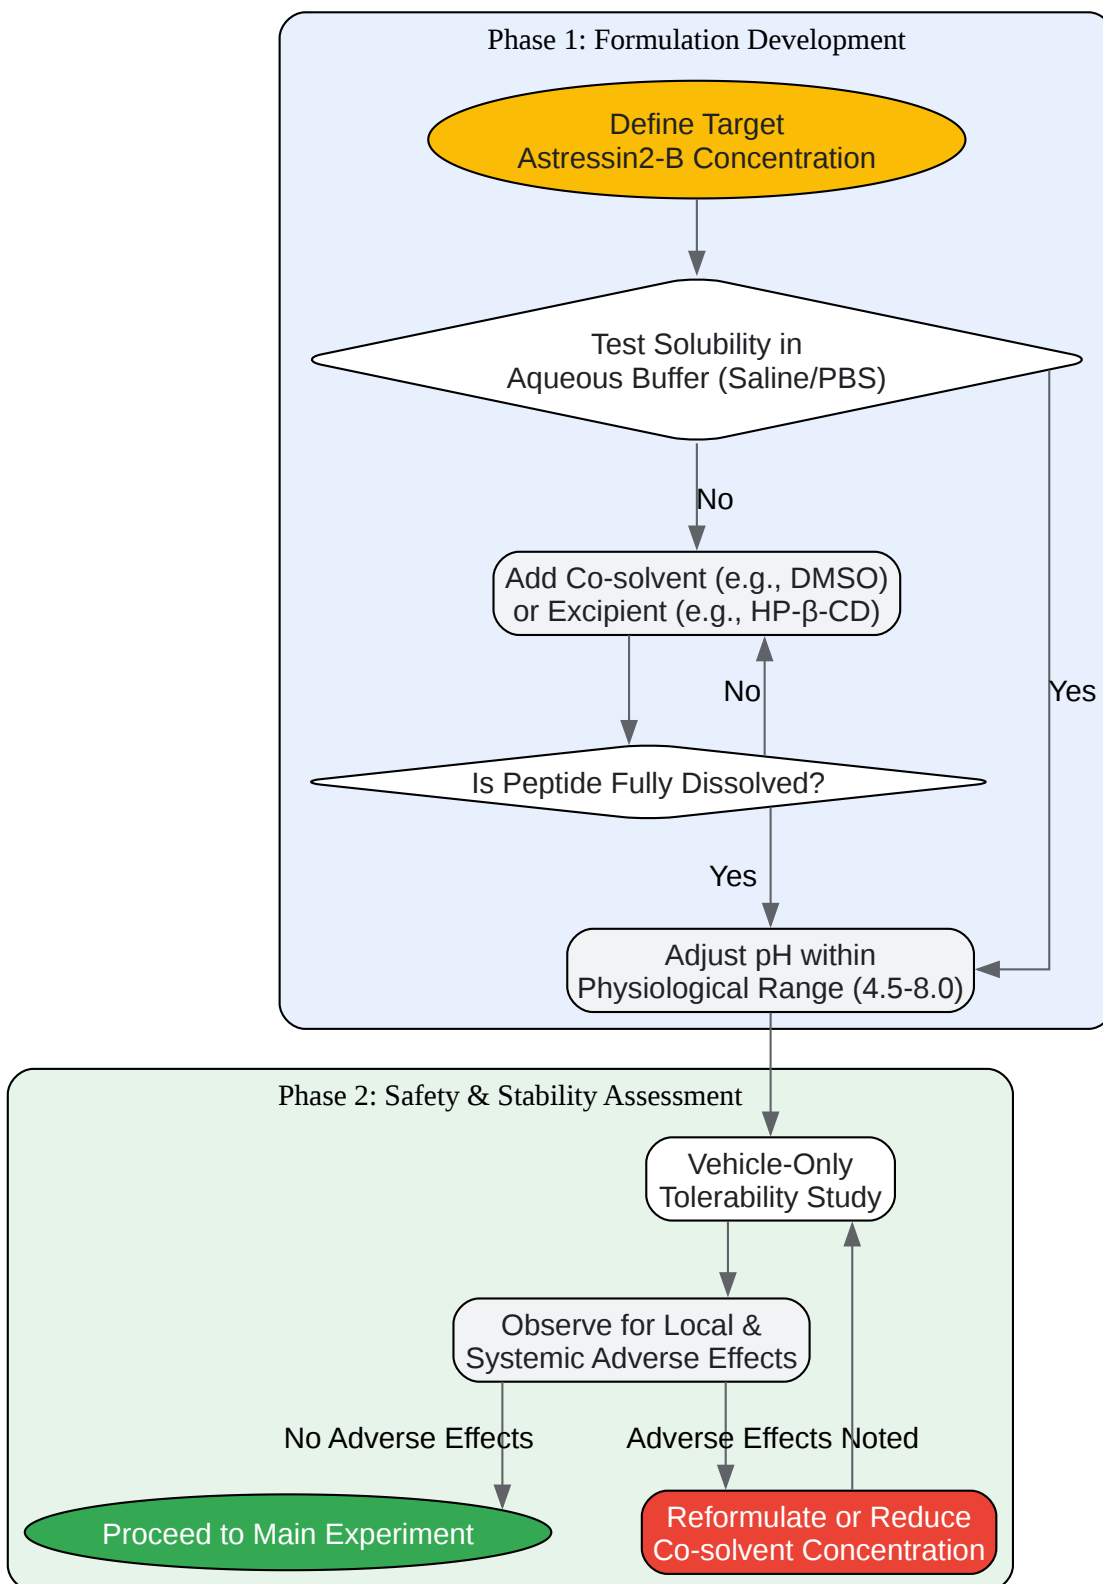 Phase 1: Formulation Development
Define Target
Astressin2-B Concentration
Test Solubility in
Aqueous Buffer (Saline/PBS)
No
Add Co-solvent (e.g., DMSO)
or Excipient (e.g., HP-β-CD)
No
Yes
Is Peptide Fully Dissolved?
Yes
Adjust pH within
Physiological Range (4.5-8.0)
Phase 2: Safety & Stability Assessment
Vehicle-Only
Tolerability Study
Observe for Local &
Systemic Adverse Effects
No Adverse Effects
Adverse Effects Noted
Proceed to Main Experiment
Reformulate or Reduce
Co-solvent Concentration